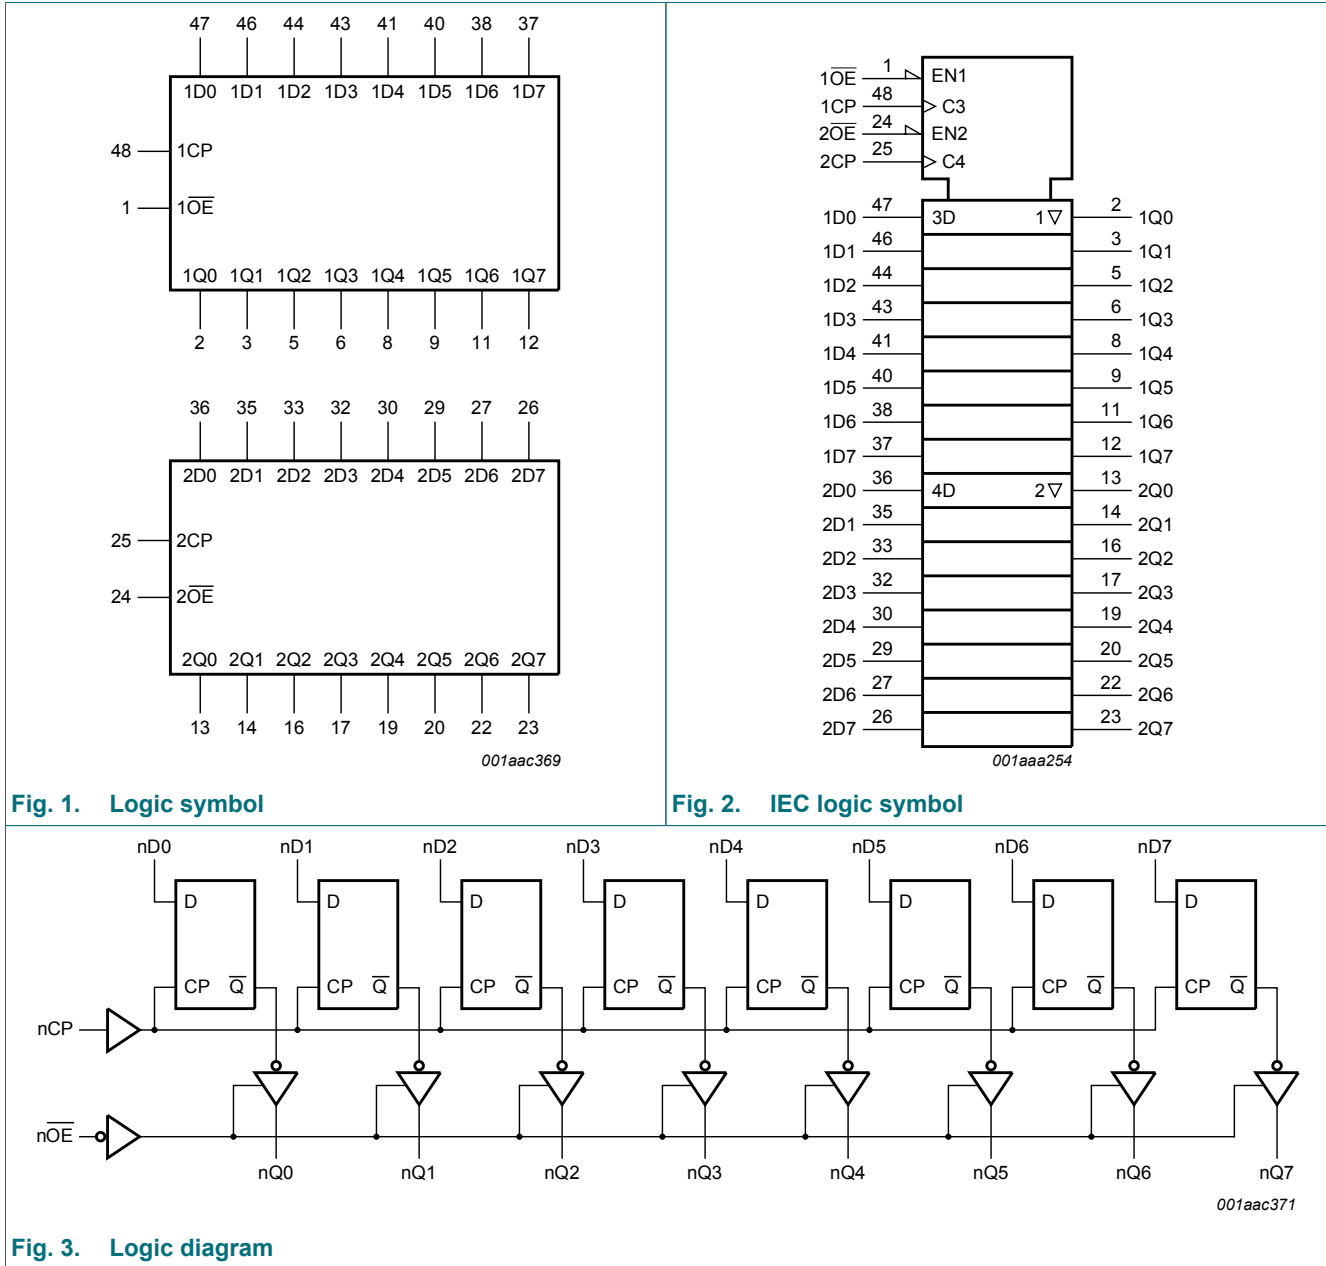 47 46 44 43 41 40 38 37
1D0 1D1 1D2 1D3 1D4 1D5 1D6 1D7
48 1CP
1 1O̅E̅
1Q0 1Q1 1Q2 1Q3 1Q4 1Q5 1Q6 1Q7
2 3 5 6 8 9 11 12
36 35 33 32 30 29 27 26
2D0 2D1 2D2 2D3 2D4 2D5 2D6 2D7
25 2CP
24 2O̅E̅
2Q0 2Q1 2Q2 2Q3 2Q4 2Q5 2Q6 2Q7
13 14 16 17 19 20 22 23
001aac369
Fig. 1. Logic symbol
1O̅E̅ 1 EN1
1CP 48 C3
2O̅E̅ 24 EN2
2CP 25 C4
1D0 47 3D 1▽ 2 1Q0
1D1 46 3 1Q1
1D2 44 5 1Q2
1D3 43 6 1Q3
1D4 41 8 1Q4
1D5 40 9 1Q5
1D6 38 11 1Q6
1D7 37 12 1Q7
2D0 36 4D 2▽ 13 2Q0
2D1 35 14 2Q1
2D2 33 16 2Q2
2D3 32 17 2Q3
2D4 30 19 2Q4
2D5 29 20 2Q5
2D6 27 22 2Q6
2D7 26 23 2Q7
001aaa254
Fig. 2. IEC logic symbol
nD0 nD1 nD2 nD3 nD4 nD5 nD6 nD7
D D D D D D D D
CP Q̅ CP Q̅ CP Q̅ CP Q̅ CP Q̅ CP Q̅ CP Q̅ CP Q̅
nCP
nO̅E̅
nQ0 nQ1 nQ2 nQ3 nQ4 nQ5 nQ6 nQ7
001aac371
Fig. 3. Logic diagram